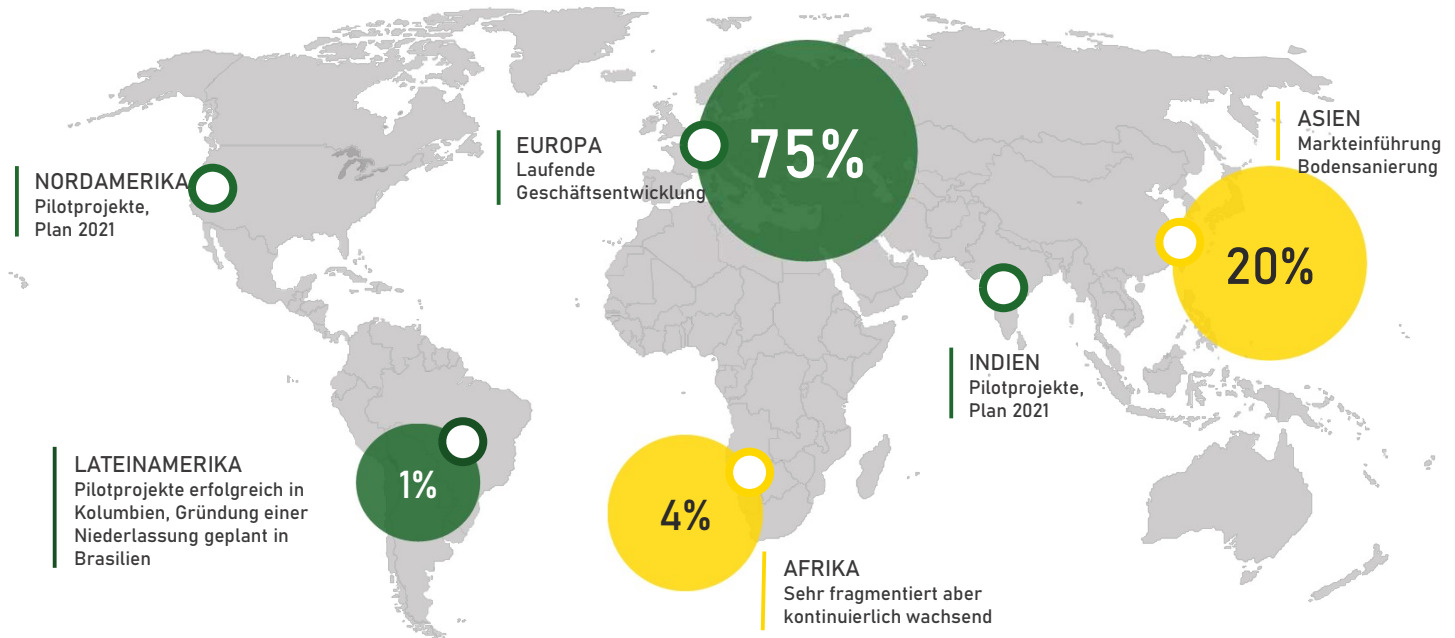 NORDAMERIKA
Pilotprojekte,
Plan 2021
EUROPA
Laufende
Geschäftsentwicklung
75%
ASIEN
Markteinführung
Bodensanierung
20%
INDIEN
Pilotprojekte,
Plan 2021
LATEINAMERIKA
Pilotprojekte erfolgreich in
Kolumbien, Gründung einer
Niederlassung geplant in
Brasilien
1%
4%
AFRIKA
Sehr fragmentiert aber
kontinuierlich wachsend